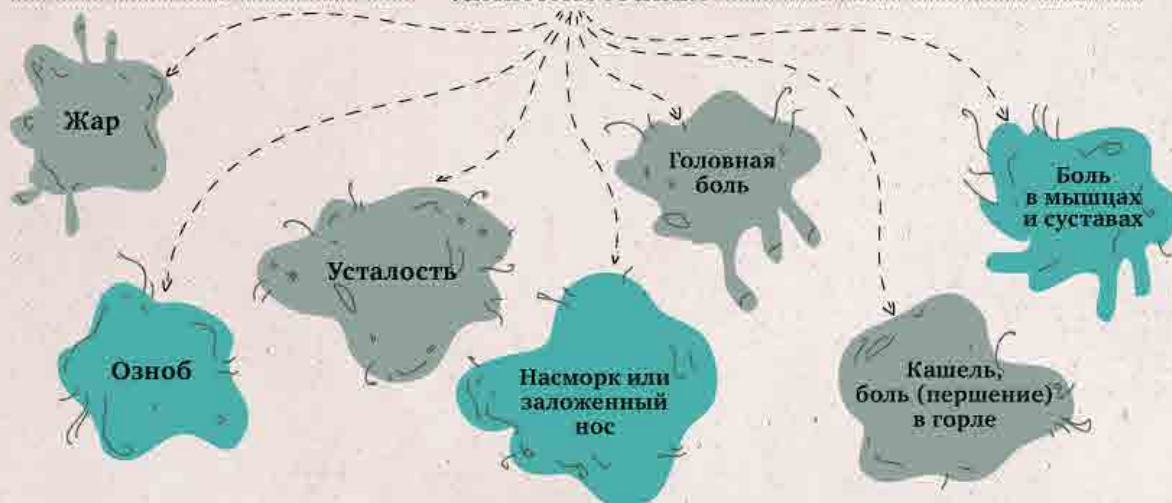 Жар
Головная
боль
Боль
в мышцах
и суставах
Усталость
Озноб
Насморк или
заложенный
нос
Кашель,
боль (першение)
в горле